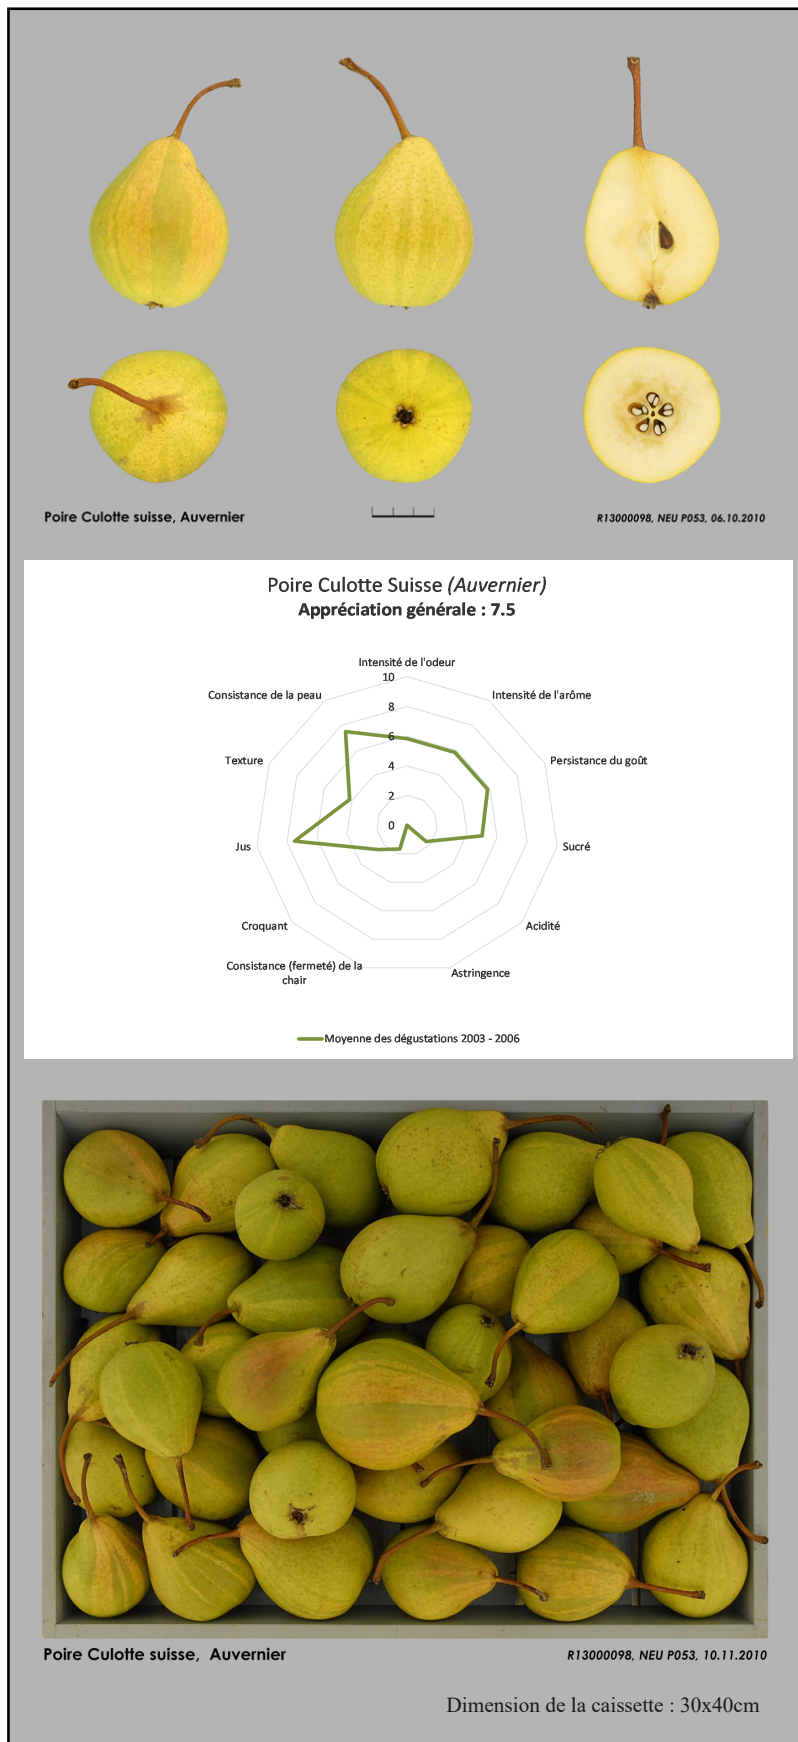 Poire Culotte suisse, Auvernier
R13000098, NEU P053, 06.10.2010
Poire Culotte Suisse (Auvernier)
Appréciation générale : 7.5
Intensité de l'odeur
Intensité de l'arôme
Persistance du goût
Sucré
Acidité
Astringence
Consistance (fermeté) de la
chair
Croquant
Jus
Texture
Consistance de la peau
10
8
6
4
2
0
Moyenne des dégustations 2003 - 2006
Poire Culotte suisse, Auvernier
R13000098, NEU P053, 10.11.2010
Dimension de la caissette : 30x40cm